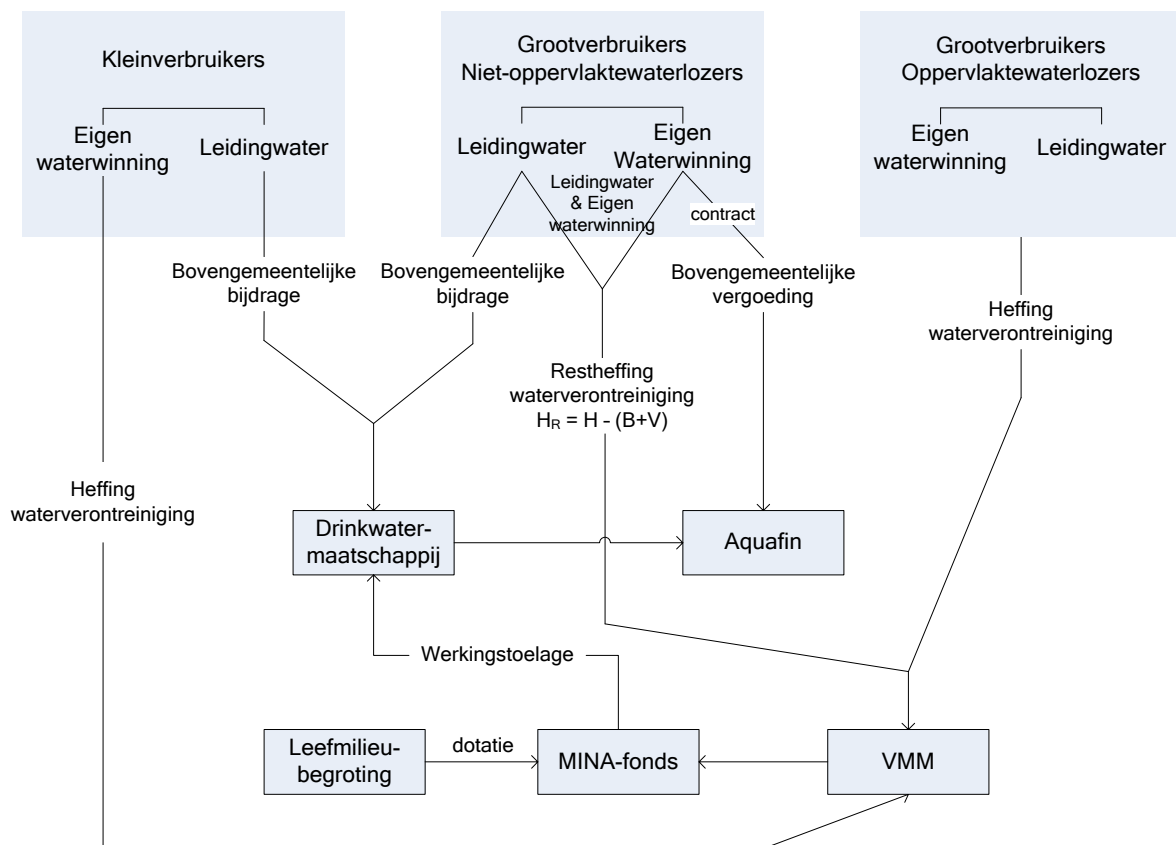 Kleinverbruikers
Eigen
waterwinning
Leidingwater
Grootverbruikers
Niet-oppervlaktewaterlozers
Leidingwater
Eigen
Waterwinning
Leidingwater
& Eigen
waterwinning
contract
Grootverbruikers
Oppervlaktewaterlozers
Eigen
waterwinning
Leidingwater
Bovengemeentelijke
bijdrage
Bovengemeentelijke
bijdrage
Bovengemeentelijke
vergoeding
Heffing
waterverontreiniging
Restheffing
waterverontreiniging
HR = H - (B+V)
Heffing
waterverontreiniging
Drinkwater-
maatschappij
Aquafin
Werkingstoelage
Leefmilieu-
begroting
dotatie
MINA-fonds
VMM